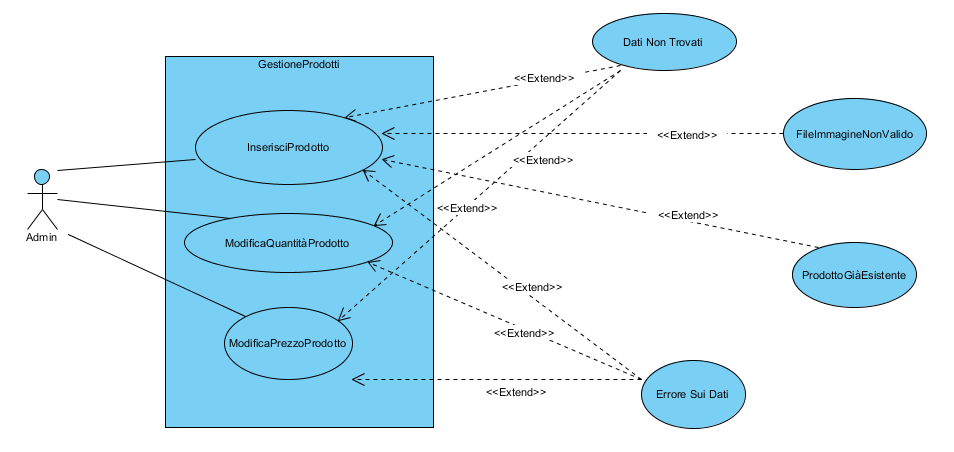 Dati Non Trovati
GestioneProdotti
<<Extend>>
FileImmagineNonValido
<<Extend>>
InserisciProdotto
<<Extend>>
<<Extend>>
<<Extend>>
Admin
ModificaQuantitàProdotto
ProdottoGiàEsistente
<<Extend>>
<<Extend>>
ModificaPrezzoProdotto
<<Extend>>
Errore Sui Dati